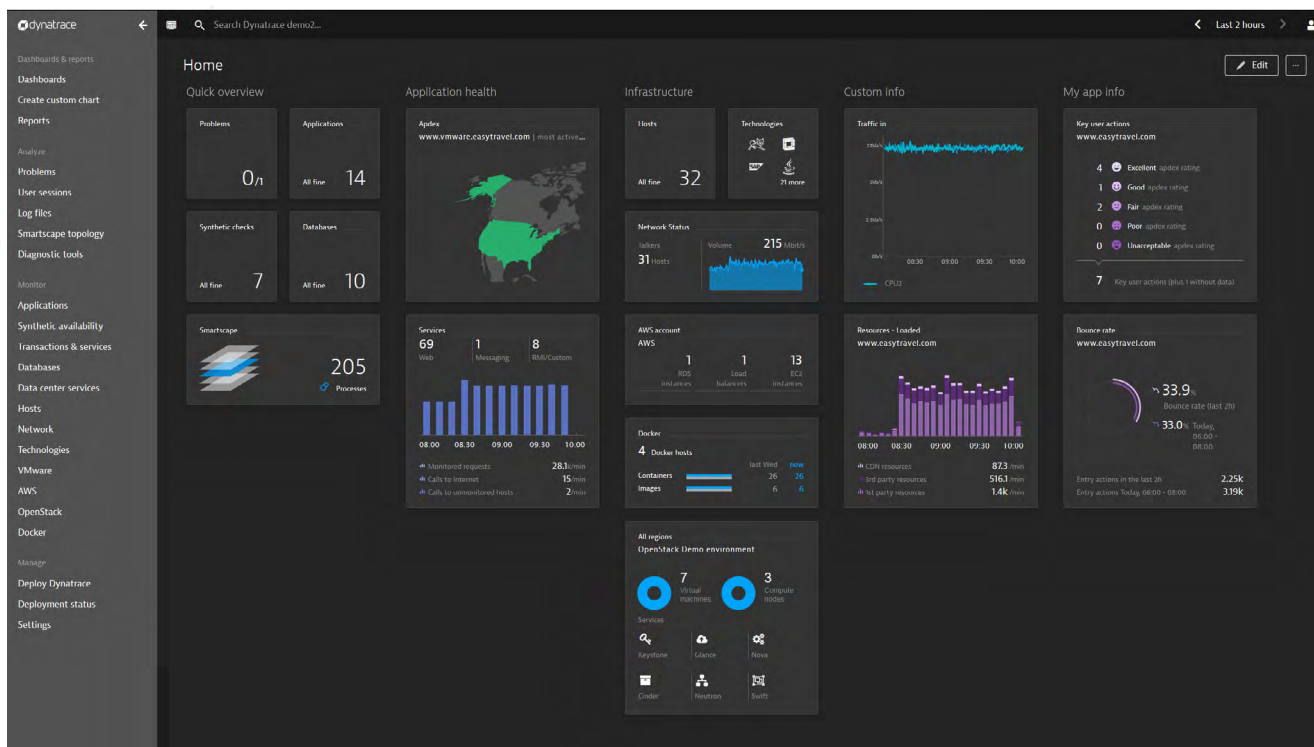 dynatrace
Search Dynatrace demo2...
Last 2 hours
Dashboards & reports
Dashboards
Create custom chart
Reports
Analyze
Problems
User sessions
Log files
Smartscape topology
Diagnostic tools
Monitor
Applications
Synthetic availability
Transactions & services
Databases
Data center services
Hosts
Network
Technologies
VMware
AWS
OpenStack
Docker
Manage
Deploy Dynatrace
Deployment status
Settings
Home
Edit
...
Quick overview
Problems
0/1
Applications
All fine 14
Synthetic checks
All fine 7
Databases
All fine 10
Smartscape
205
Processes
Application health
Apdex
www.vmware.easytravel.com | most active...
Services
69 1 8
Web Messaging RMI/Custom
08:00 08:30 09:00 09:30 10:00
Monitored requests 28.1k/min
Calls to Internet 15/min
Calls to unmonitored hosts 2/min
Infrastructure
Hosts
All fine 32
Technologies
21 more
Network Status
Talkers Volume 215 Mbit/s
31 Hosts
AWS account
AWS
1 1 13
RDS Load EC2
instances balancers instances
Docker
4 Docker hosts
last Wed now
Containers 26 26
Images 6 6
All regions
OpenStack Demo environment
7 3
Virtual Compute
machines nodes
Services
Keystone Glance Nova
Cinder Neutron Swift
Custom info
Traffic in
08:30 09:00 09:30 10:00
CPU2
Resources - Loaded
www.easytravel.com
08:00 08:30 09:00 09:30 10:00
CDN resources 87.3 /min
3rd party resources 516.1 /min
1st party resources 1.4k /min
My app info
Key user actions
www.easytravel.com
4 Excellent apdex rating
1 Good apdex rating
2 Fair apdex rating
0 Poor apdex rating
0 Unacceptable apdex rating
7 Key user actions (plus 1 without data)
Bounce rate
www.easytravel.com
33.9%
Bounce rate (last 2h)
33.0% Today,
06:00 -
08:00
Entry actions in the last 2h 2.25k
Entry actions Today, 06:00 - 08:00 3.19k